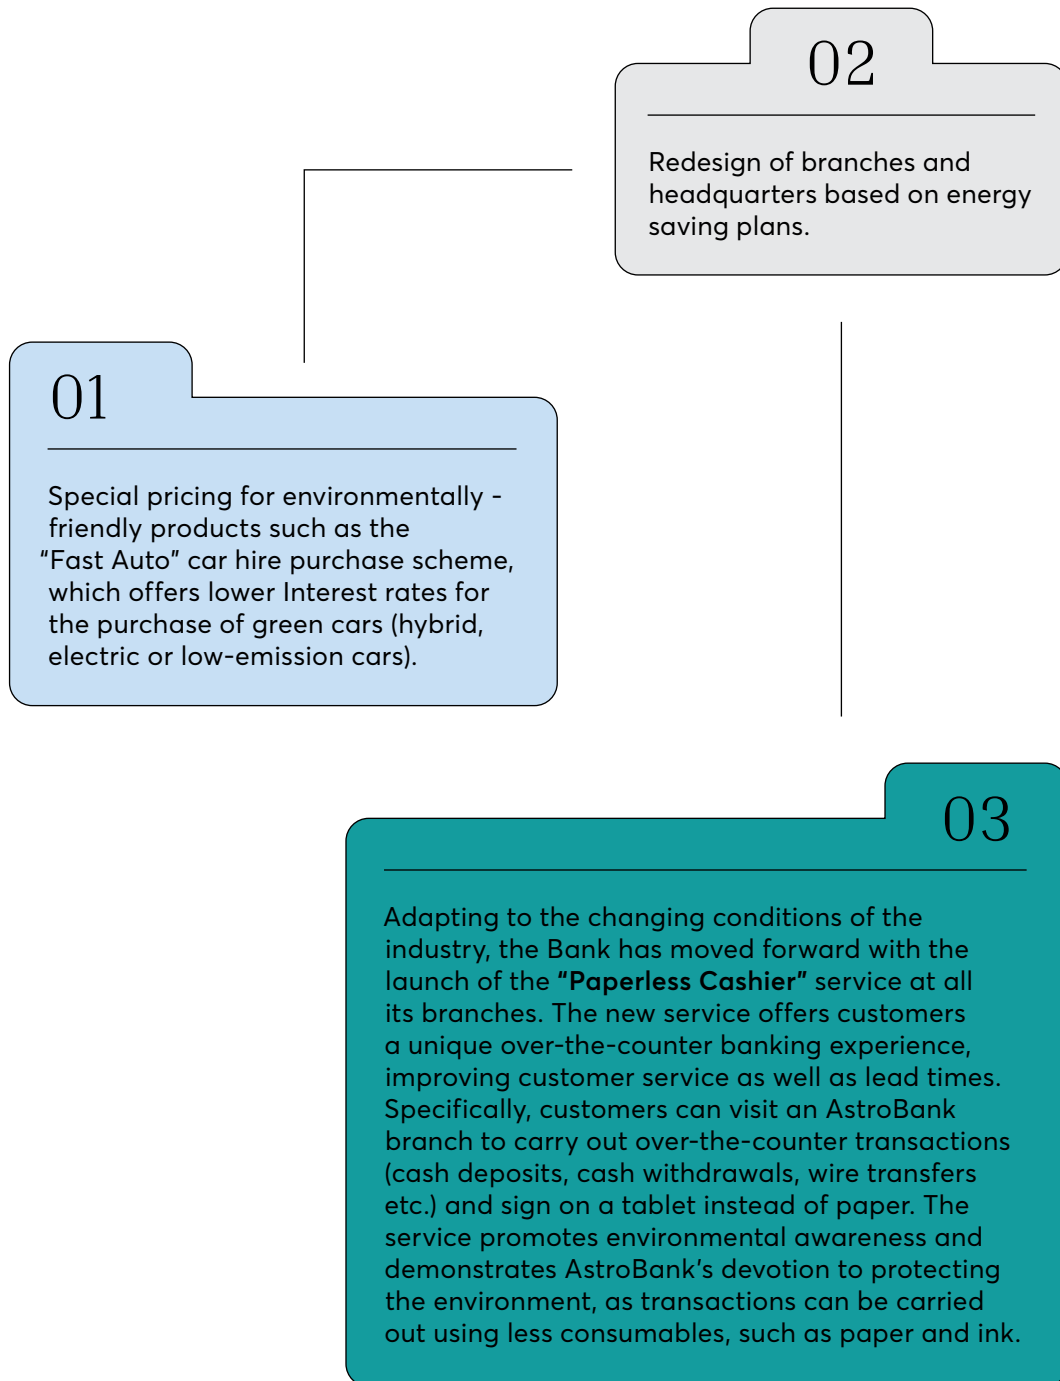 02
Redesign of branches and
headquarters based on energy
saving plans.
01
Special pricing for environmentally -
friendly products such as the
“Fast Auto” car hire purchase scheme,
which offers lower Interest rates for
the purchase of green cars (hybrid,
electric or low-emission cars).
03
Adapting to the changing conditions of the
industry, the Bank has moved forward with the
launch of the “Paperless Cashier” service at all
its branches. The new service offers customers
a unique over-the-counter banking experience,
improving customer service as well as lead times.
Specifically, customers can visit an AstroBank
branch to carry out over-the-counter transactions
(cash deposits, cash withdrawals, wire transfers
etc.) and sign on a tablet instead of paper. The
service promotes environmental awareness and
demonstrates AstroBank’s devotion to protecting
the environment, as transactions can be carried
out using less consumables, such as paper and ink.